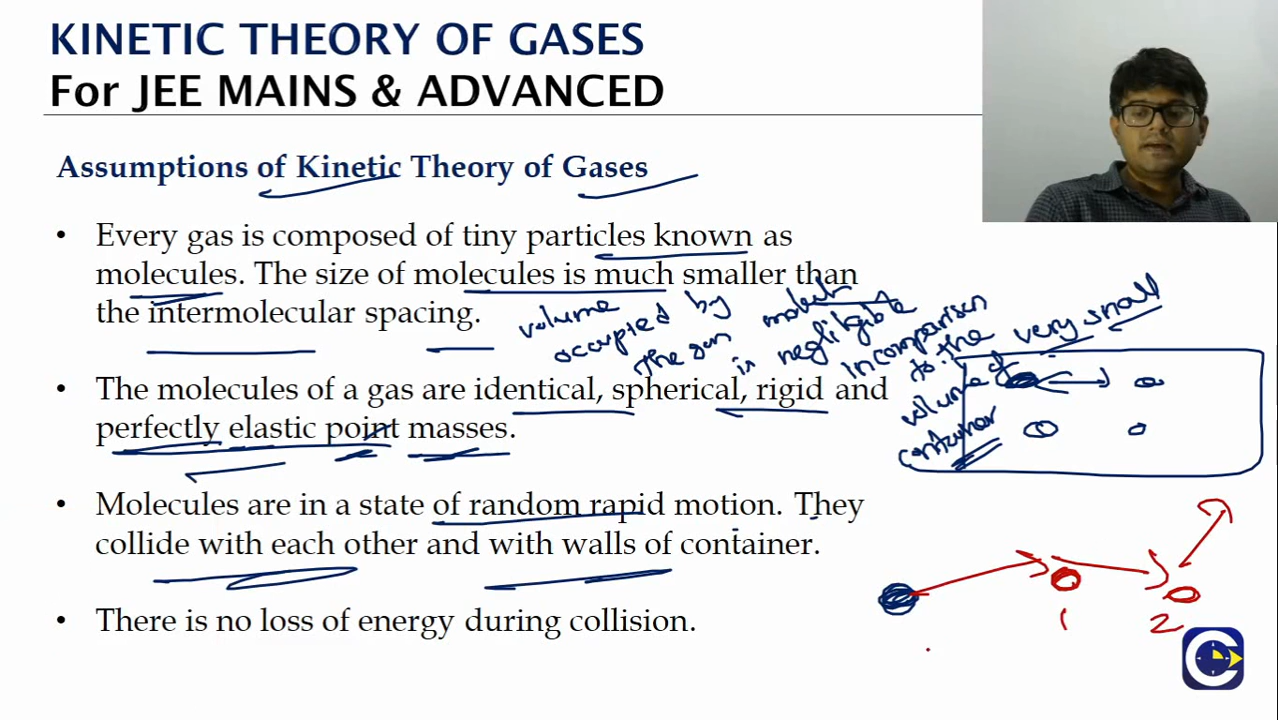 KINETIC THEORY OF GASES
For JEE MAINS & ADVANCED
Assumptions of Kinetic Theory of Gases
• Every gas is composed of tiny particles known as
molecules. The size of molecules is much smaller than
the intermolecular spacing.
volume
occupied by
the gas
is negligible
in comparison
to the
volume of
container
very small
• The molecules of a gas are identical, spherical, rigid and
perfectly elastic point masses.
• Molecules are in a state of random rapid motion. They
collide with each other and with walls of container.
• There is no loss of energy during collision.
1
2